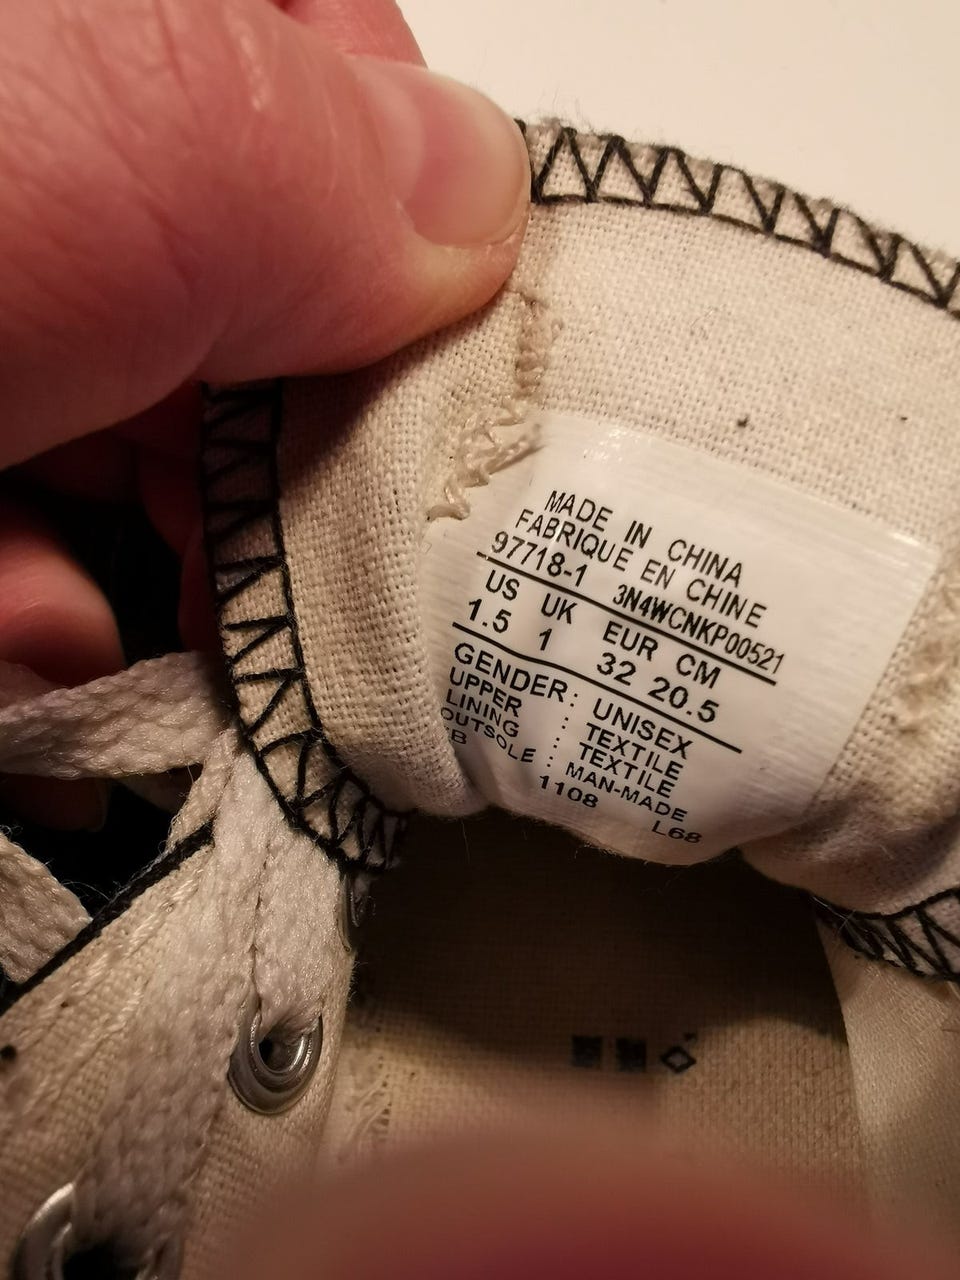 MADE IN CHINA
FABRIQUE EN CHINE
97718-1 3N4WCNKP00521
US UK EUR CM
1.5 1 32 20.5
GENDER: UNISEX
UPPER : TEXTILE
LINING : TEXTILE
OUTSOLE : MAN-MADE
B 1108 L68